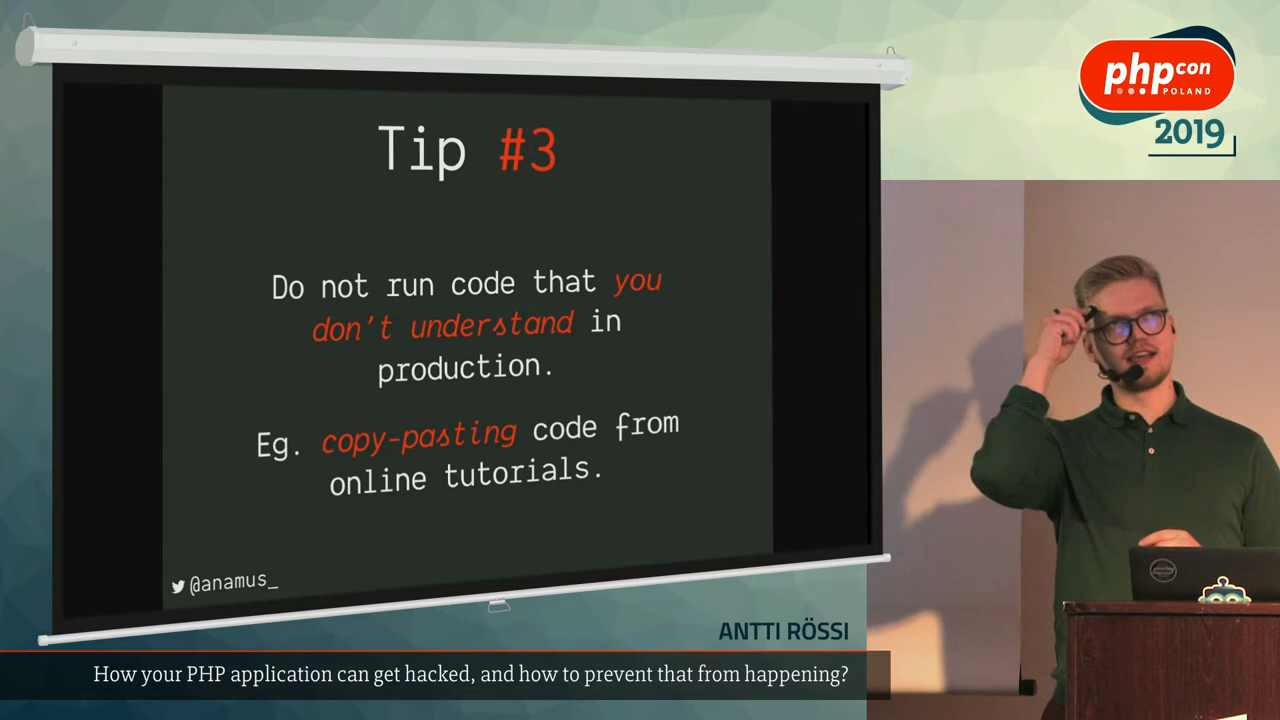 Tip #3
Do not run code that you
don't understand in
production.
Eg. copy-pasting code from
online tutorials.
@anamus_
phpcon
POLAND
2019
ANTTI RÖSSI
How your PHP application can get hacked, and how to prevent that from happening?